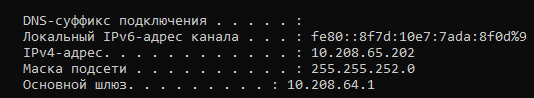 DNS-суффикс подключения . . . . . :
Локальный IPv6-адрес канала . . . : fe80::8f7d:10e7:7ada:8f0d%9
IPv4-адрес. . . . . . . . . . . . : 10.208.65.202
Маска подсети . . . . . . . . . . : 255.255.252.0
Основной шлюз. . . . . . . . . : 10.208.64.1